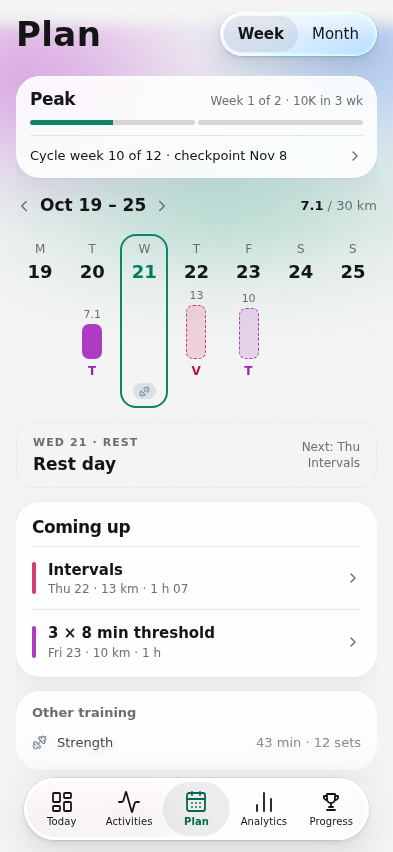 Plan
Week Month
Peak
Week 1 of 2 · 10K in 3 wk
Cycle week 10 of 12 · checkpoint Nov 8
Oct 19 – 25
7.1 / 30 km
M T W T F S S
19 20 21 22 23 24 25
7.1 13 10
T V T
WED 21 · REST
Rest day
Next: Thu
Intervals
Coming up
Intervals
Thu 22 · 13 km · 1 h 07
3 × 8 min threshold
Fri 23 · 10 km · 1 h
Other training
Strength
43 min · 12 sets
Today Activities Plan Analytics Progress